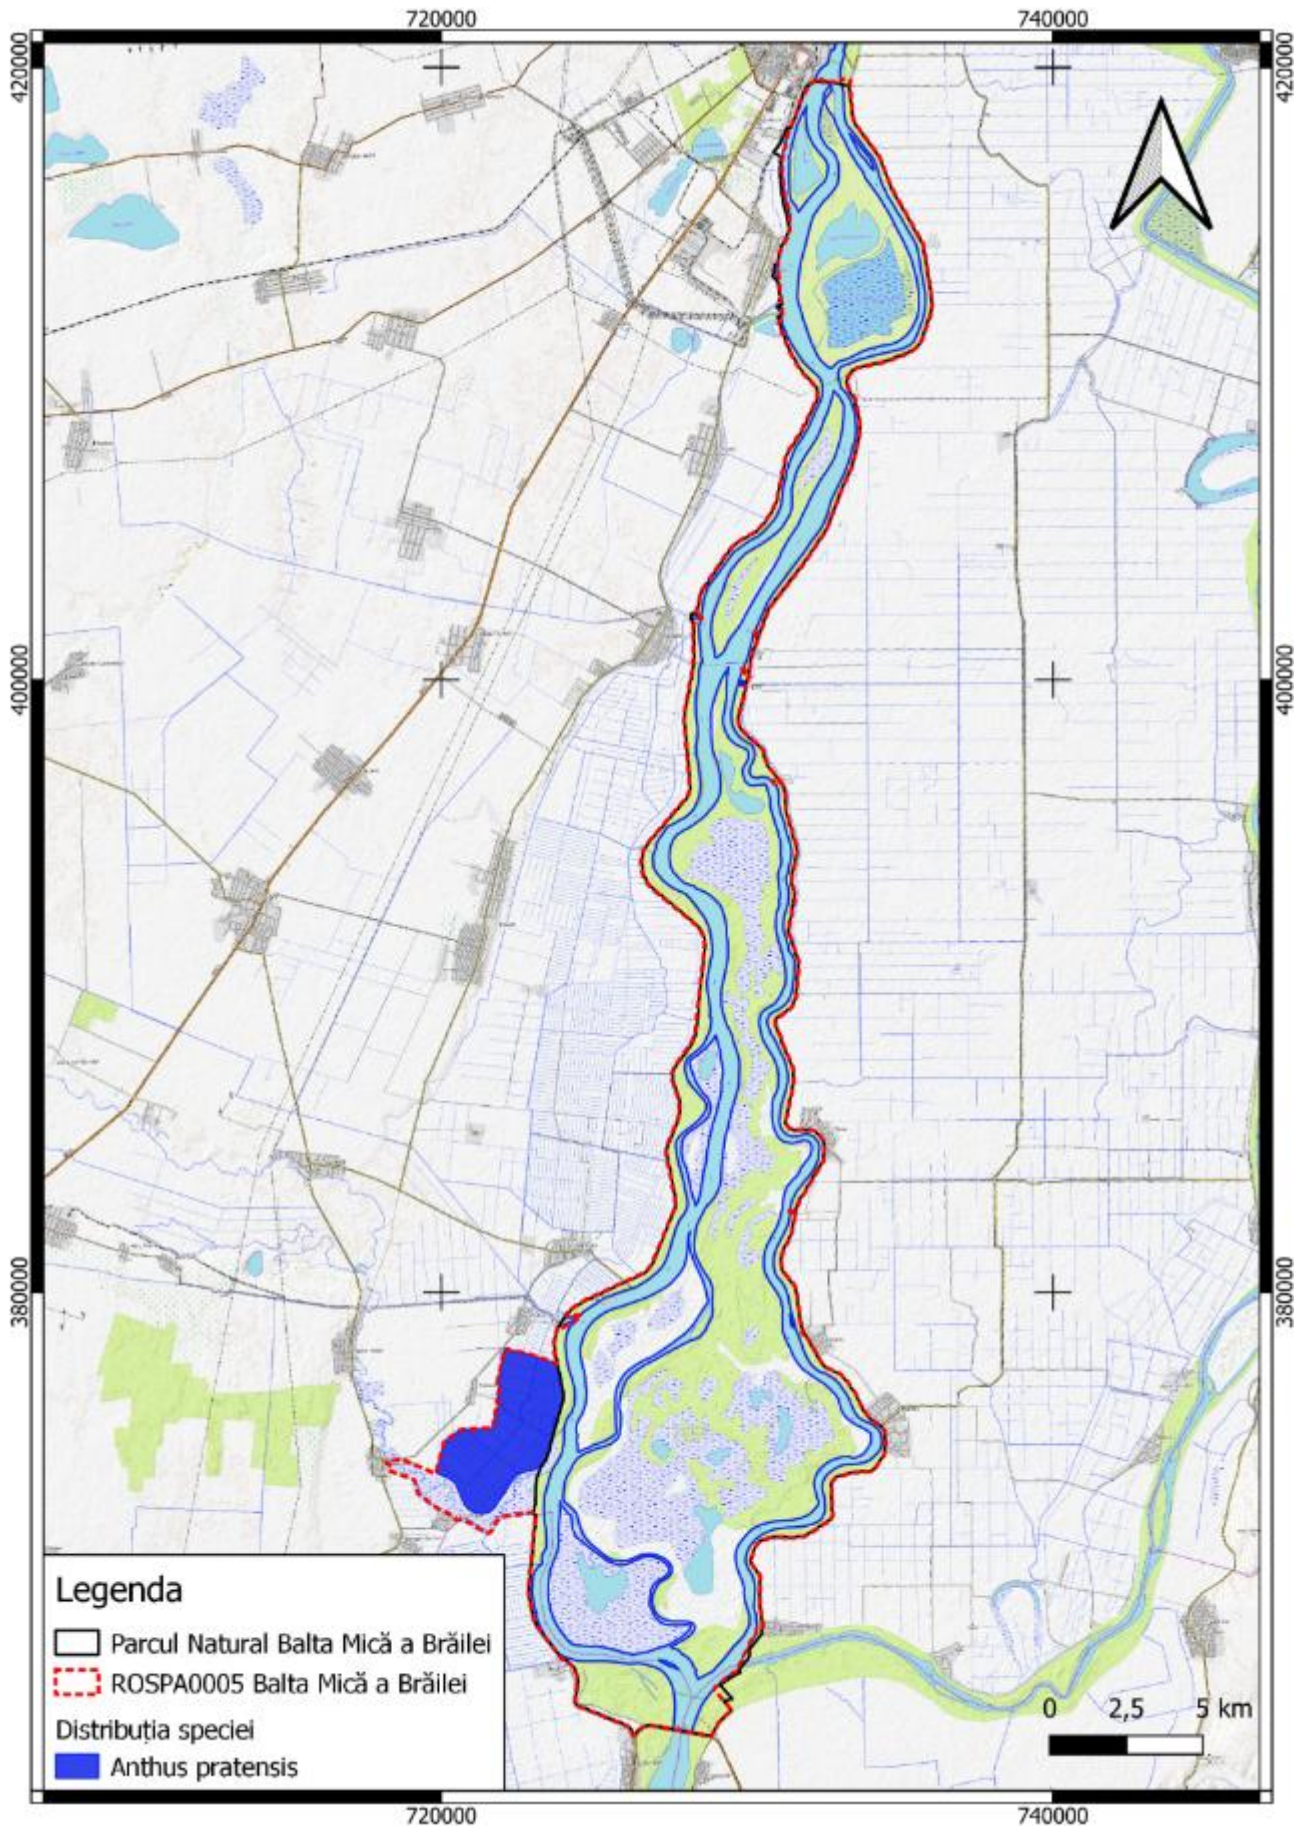 720000 740000
420000 420000
400000 400000
380000 380000
Legenda
Parcul Natural Balta Mică a Brăilei
ROSPA0005 Balta Mică a Brăilei
Distribuția speciei
Anthus pratensis
0 2,5 5 km
720000 740000